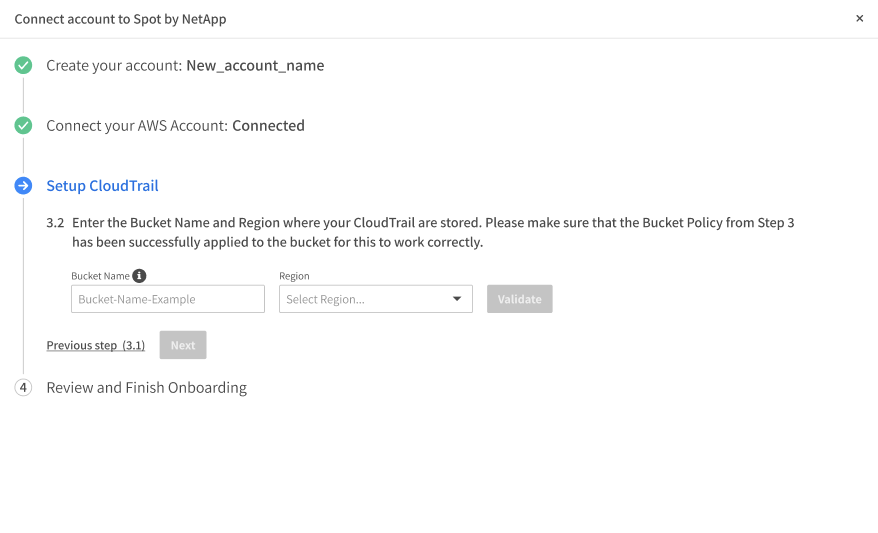 Connect account to Spot by NetApp ×
Create your account: New_account_name
Connect your AWS Account: Connected
Setup CloudTrail
3.2 Enter the Bucket Name and Region where your CloudTrail are stored. Please make sure that the Bucket Policy from Step 3
has been successfully applied to the bucket for this to work correctly.
Bucket Name i Region
Bucket-Name-Example Select Region... Validate
Previous step (3.1) Next
4 Review and Finish Onboarding